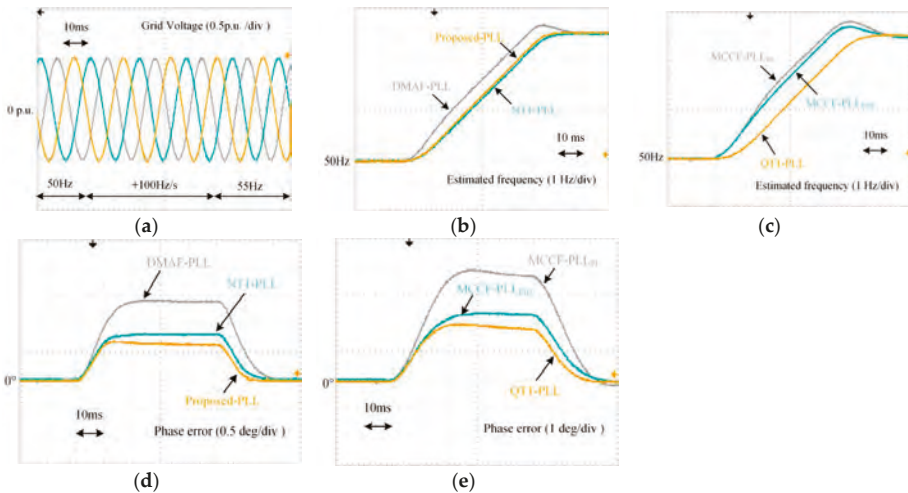 10ms
Grid Voltage (0.5p.u. /div)
0 p.u.
50Hz
+100Hz/s
55Hz
(a)
Proposed-PLL
DMAF-PLL
NT1-PLL
10 ms
50Hz
Estimated frequency (1 Hz/div)
(b)
MCCF-PLL
MCCF-PLL
QT1-PLL
10ms
50Hz
Estimated frequency (1 Hz/div)
(c)
DMAF-PLL
NT1-PLL
0°
Proposed-PLL
10ms
Phase error (0.5 deg/div )
(d)
MCCF-PLL
MCCF-PLL
0°
QT1-PLL
10ms
Phase error (1 deg/div )
(e)